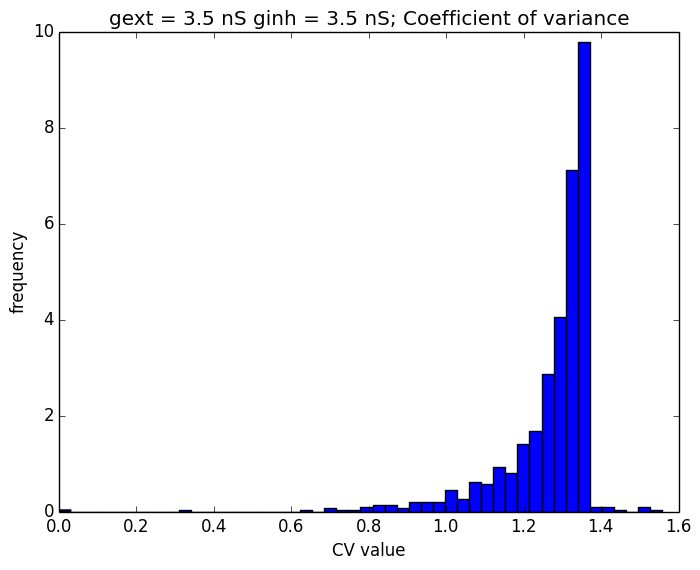 gext = 3.5 nS ginh = 3.5 nS; Coefficient of variance
10
8
6
4
2
0
0.0 0.2 0.4 0.6 0.8 1.0 1.2 1.4 1.6
frequency
CV value